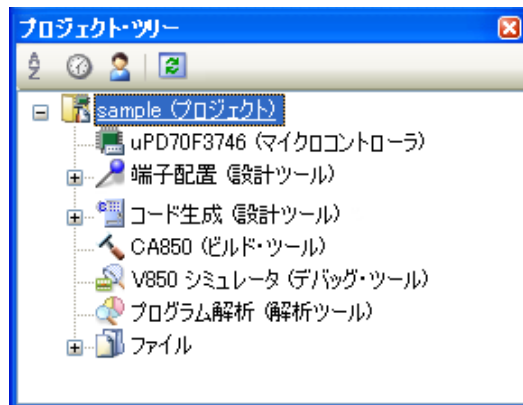 プロジェクト・ツリー
sample (プロジェクト)
uPD70F3746 (マイクロコントローラ)
端子配置 (設計ツール)
コード生成 (設計ツール)
CA850 (ビルド・ツール)
V850 シミュレータ (デバッグ・ツール)
プログラム解析 (解析ツール)
ファイル